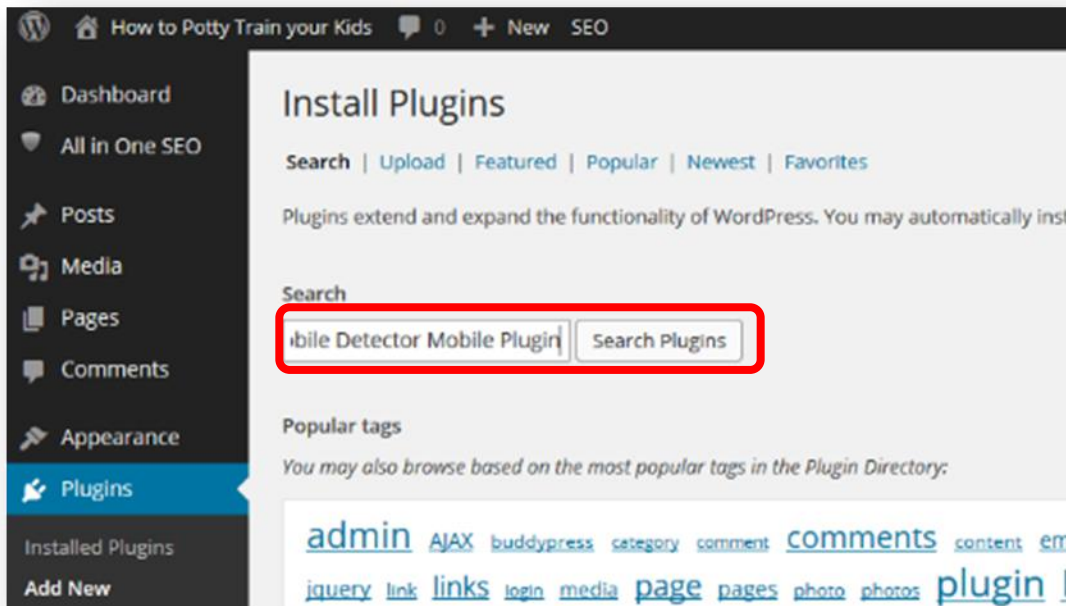 How to Potty Train your Kids 0 New SEO
Dashboard
All in One SEO
Posts
Media
Pages
Comments
Appearance
Plugins
Installed Plugins
Add New
Install Plugins
Search | Upload | Featured | Popular | Newest | Favorites
Plugins extend and expand the functionality of WordPress. You may automatically inst
Search
bile Detector Mobile Plugin Search Plugins
Popular tags
You may also browse based on the most popular tags in the Plugin Directory:
admin AJAX buddypress category comment comments content em
jquery link links login media page pages photo photos plugin